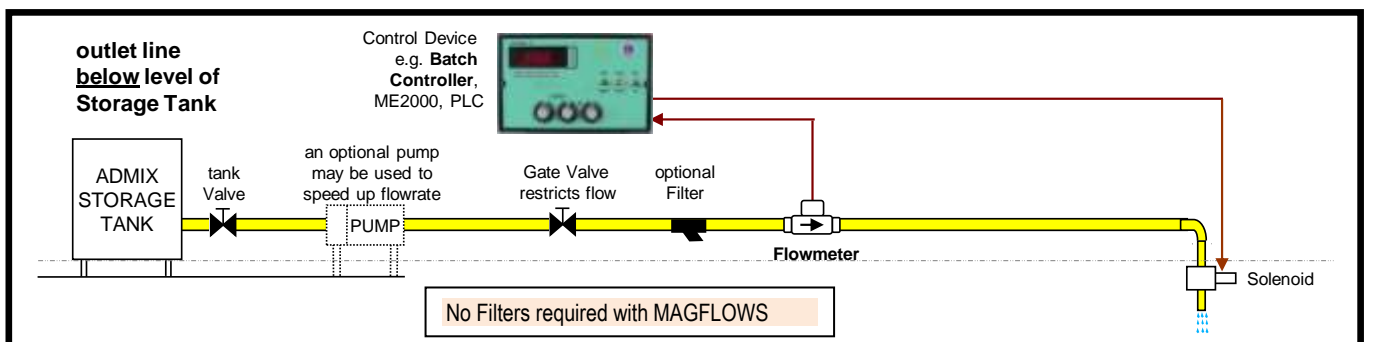 outlet line
below level of
Storage Tank
Control Device
e.g. Batch
Controller,
ME2000, PLC
ADMIX
STORAGE
TANK
tank
Valve
an optional pump
may be used to
speed up flowrate
PUMP
Gate Valve
restricts flow
optional
Filter
Flowmeter
Solenoid
No Filters required with MAGFLOWS